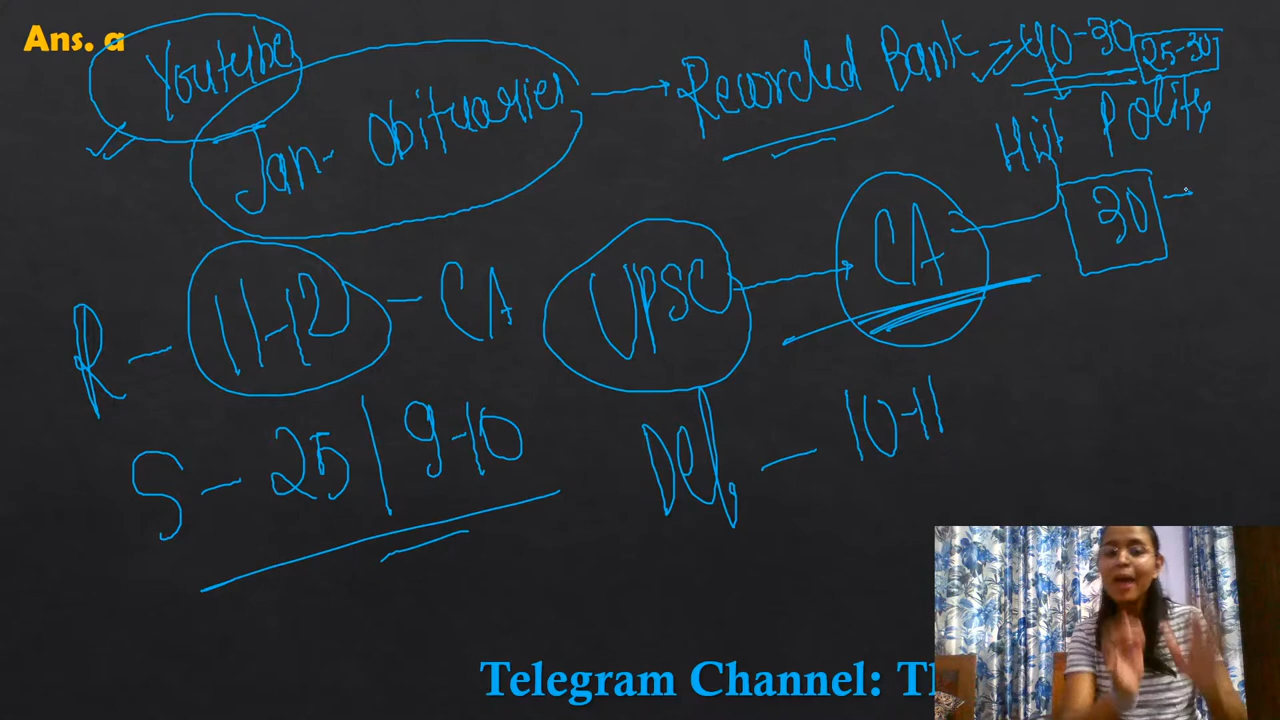 Ans. a
Youtube
Jan- Obituaries → Recorded Bank = 40-30 25-30
Hist Polity
R - 11-12 - CA UPSC → CA 30 -
S - 25 | 9-10 Def. - 10-11
Telegram Channel: